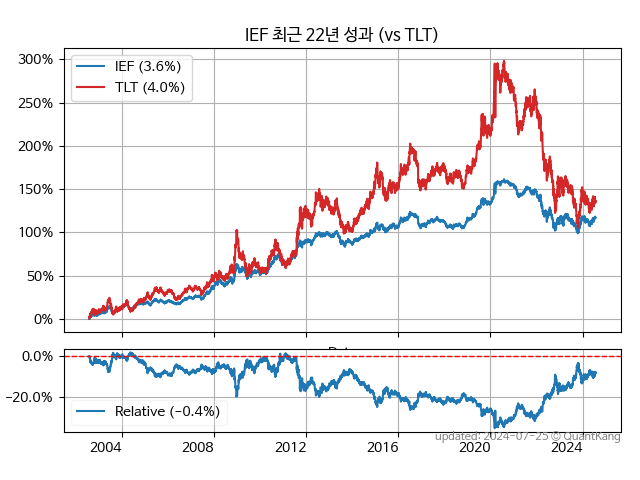 IEF 최근 22년 성과 (vs TLT)
300%
250%
200%
150%
100%
50%
0%
IEF (3.6%)
TLT (4.0%)
0.0%
−20.0%
Relative (−0.4%)
2004 2008 2012 2016 2020 2024
updated: 2024-07-25 © QuantKang